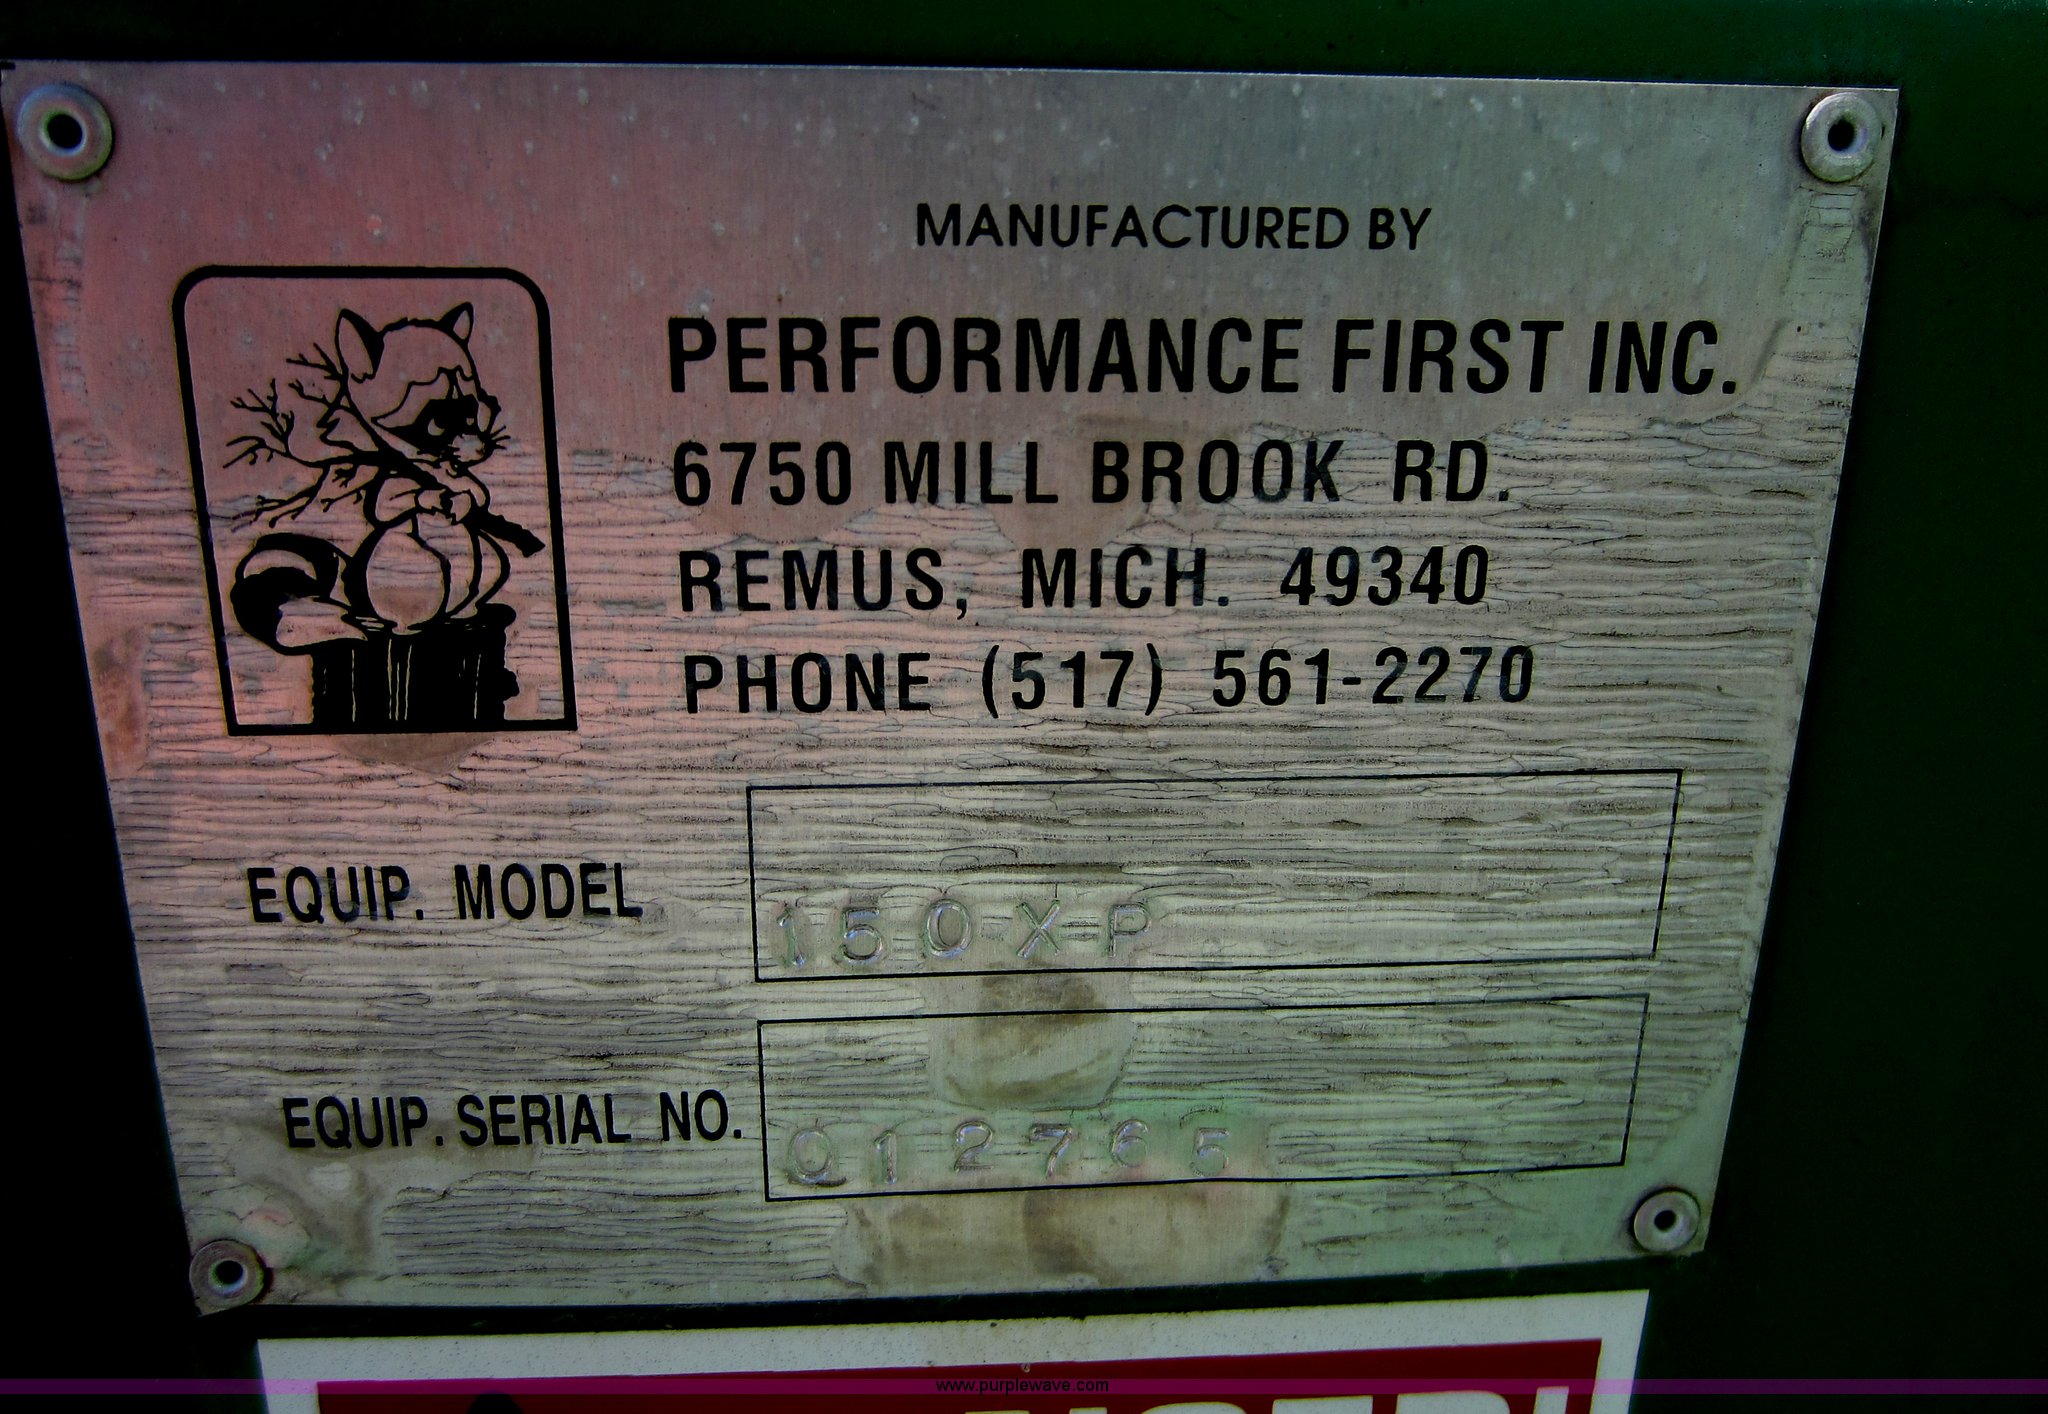 MANUFACTURED BY
PERFORMANCE FIRST INC.
6750 MILL BROOK RD.
REMUS, MICH. 49340
PHONE (517) 561-2270
EQUIP. MODEL 150XP
EQUIP. SERIAL NO. 012765
www.purplewave.com